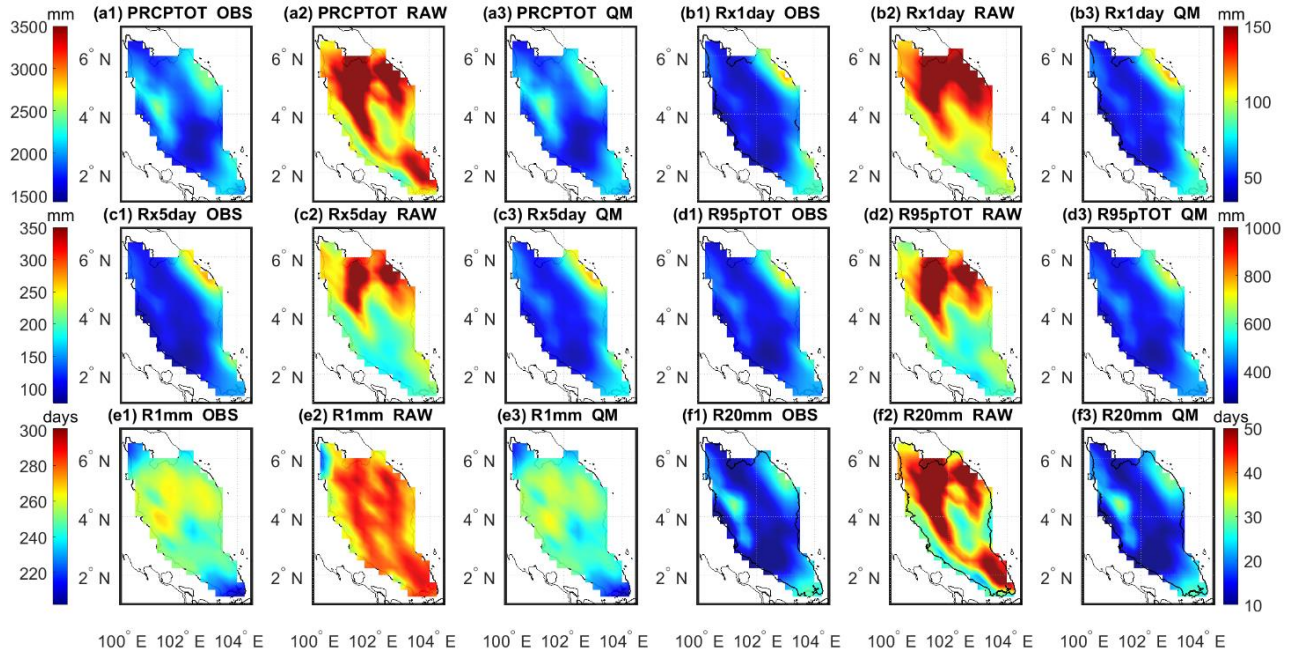 (a1) PRCPTOT OBS (a2) PRCPTOT RAW (a3) PRCPTOT QM (b1) Rx1day OBS (b2) Rx1day RAW (b3) Rx1day QM
mm mm
3500 6° N 6° N 6° N 6° N 6° N 6° N 150
3000
2500 4° N 4° N 4° N 4° N 4° N 4° N 100
2000
1500 2° N 2° N 2° N 2° N 2° N 2° N 50
mm (c1) Rx5day OBS (c2) Rx5day RAW (c3) Rx5day QM (d1) R95pTOT OBS (d2) R95pTOT RAW (d3) R95pTOT QM mm
350 1000
300 6° N 6° N 6° N 6° N 6° N 6° N
250 800
200 4° N 4° N 4° N 4° N 4° N 4° N 600
150
100 2° N 2° N 2° N 2° N 2° N 2° N 400
days (e1) R1mm OBS (e2) R1mm RAW (e3) R1mm QM (f1) R20mm OBS (f2) R20mm RAW (f3) R20mm QM days
300 50
280 6° N 6° N 6° N 6° N 6° N 6° N 40
260
240 4° N 4° N 4° N 4° N 4° N 4° N 30
220 2° N 2° N 2° N 2° N 2° N 2° N 20
10
100° E 102° E 104° E 100° E 102° E 104° E 100° E 102° E 104° E 100° E 102° E 104° E 100° E 102° E 104° E 100° E 102° E 104° E